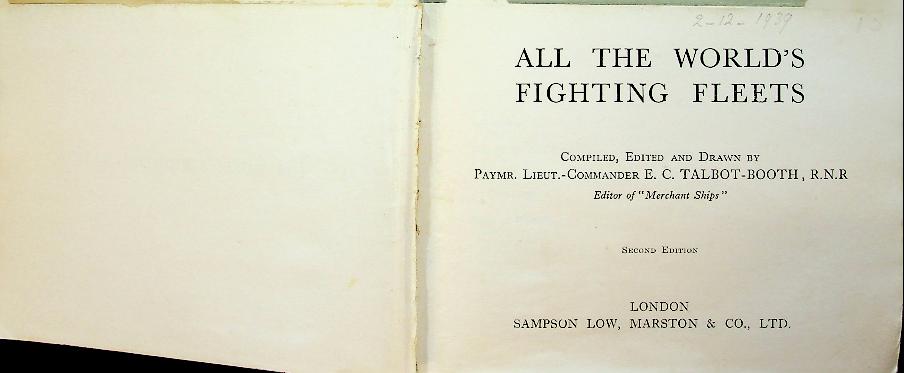 2-12-1939
ALL THE WORLD'S
FIGHTING FLEETS
COMPILED, EDITED AND DRAWN BY
PAYMR. LIEUT.-COMMANDER E. C. TALBOT-BOOTH, R.N.R
Editor of "Merchant Ships"
SECOND EDITION
LONDON
SAMPSON LOW, MARSTON & CO., LTD.